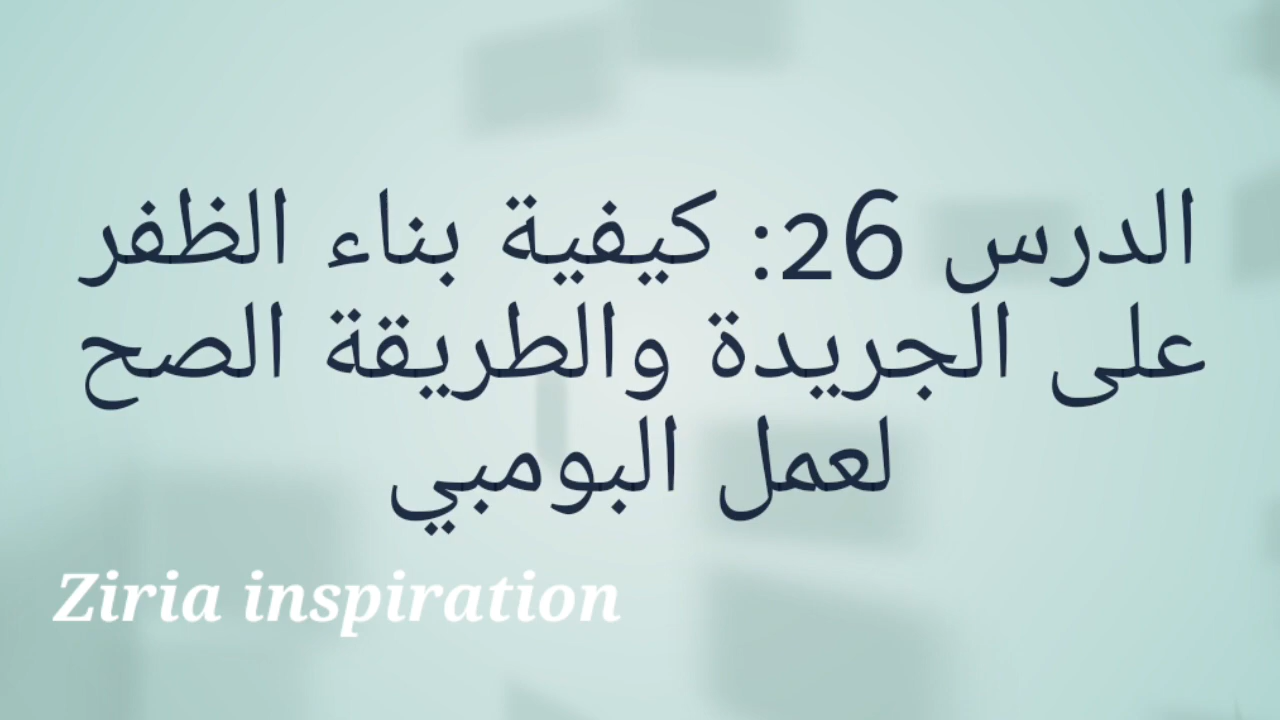 الدرس 26: كيفية بناء الظفر
على الجريدة والطريقة الصح
لعمل البومبي
Ziria inspiration